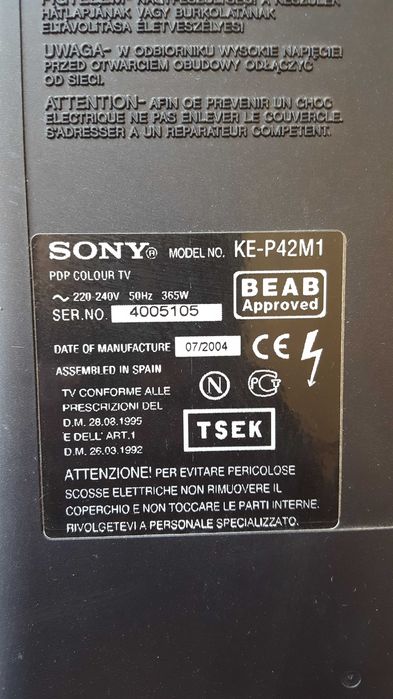 HATLAPJÁNAK VAGY BURKOLATÁNAK
ELTÁVOLITÁSA ÉLETVESZÉLYES!
UWAGA- W ODBIORNIKU WYSOKIE NAPIĘCIE!
PRZED OTWARCIEM OBUDOWY ODŁĄCZYĆ
OD SIECI.
ATTENTION- AFIN DE PREVENIR UN CHOC
ELECTRIQUE NE PAS ENLEVER LE COUVERCLE.
S'ADRESSER A UN REPARATEUR COMPETENT.
SONY® MODEL NO. KE-P42M1
PDP COLOUR TV
~ 220-240V 50Hz 365W
BEAB
Approved
SER.NO. 4005105
DATE OF MANUFACTURE 07/2004
CE
ASSEMBLED IN SPAIN
N
TV CONFORME ALLE
PRESCRIZIONI DEL
D.M. 28.08.1995
E DELL' ART.1
D.M. 26.03.1992
TSEK
ATTENZIONE! PER EVITARE PERICOLOSE
SCOSSE ELETTRICHE NON RIMUOVERE IL
COPERCHIO E NON TOCCARE LE PARTI INTERNE.
RIVOLGETEVI A PERSONALE SPECIALIZZATO.